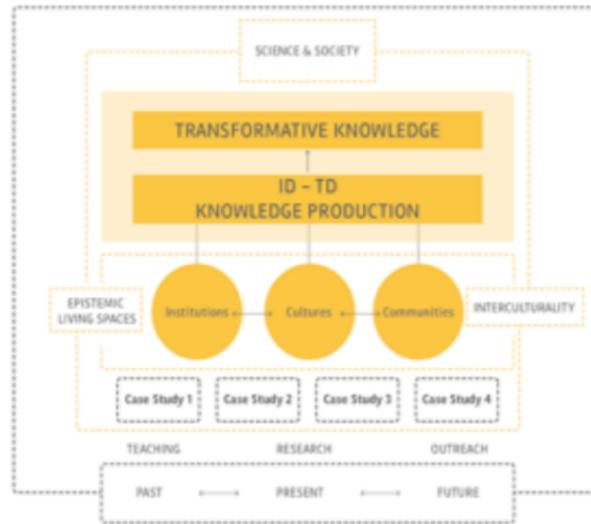 SCIENCE & SOCIETY
TRANSFORMATIVE KNOWLEDGE
ID – TD
KNOWLEDGE PRODUCTION
EPISTEMIC
LIVING SPACES
Institutions
Cultures
Communities
INTERCULTURALITY
Case Study 1
Case Study 2
Case Study 3
Case Study 4
TEACHING
RESEARCH
OUTREACH
PAST
PRESENT
FUTURE